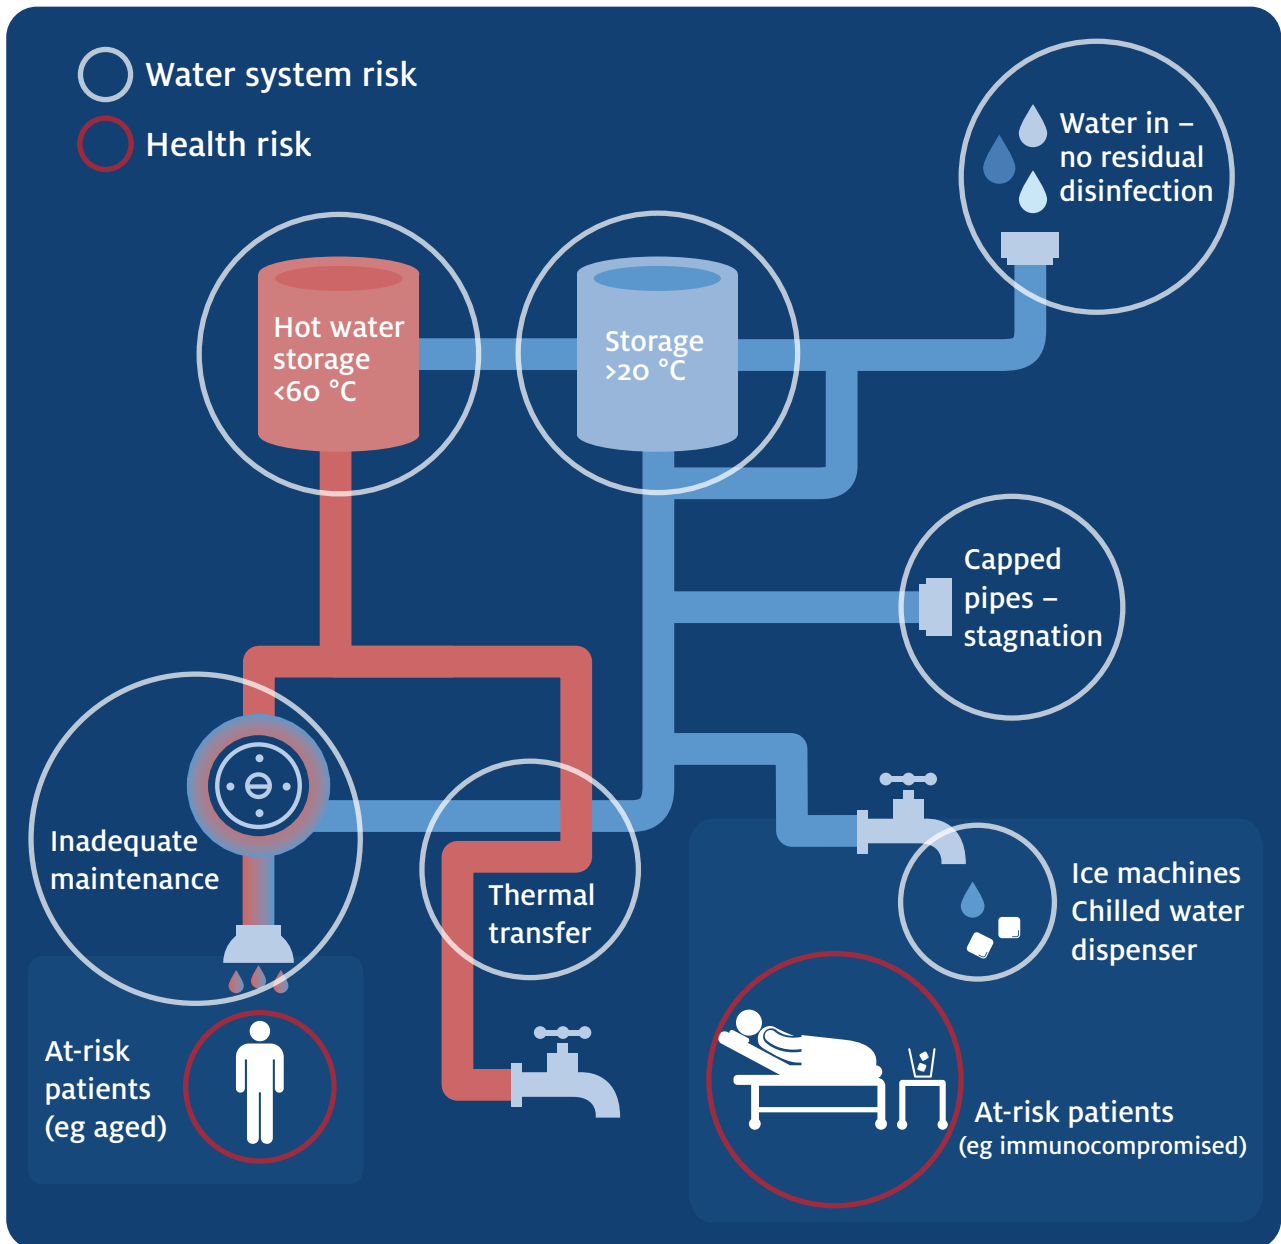 Water system risk
Health risk
Water in –
no residual
disinfection
Hot water
storage
<60 °C
Storage
>20 °C
Capped
pipes –
stagnation
Inadequate
maintenance
Thermal
transfer
Ice machines
Chilled water
dispenser
At-risk
patients
(eg aged)
At-risk patients
(eg immunocompromised)